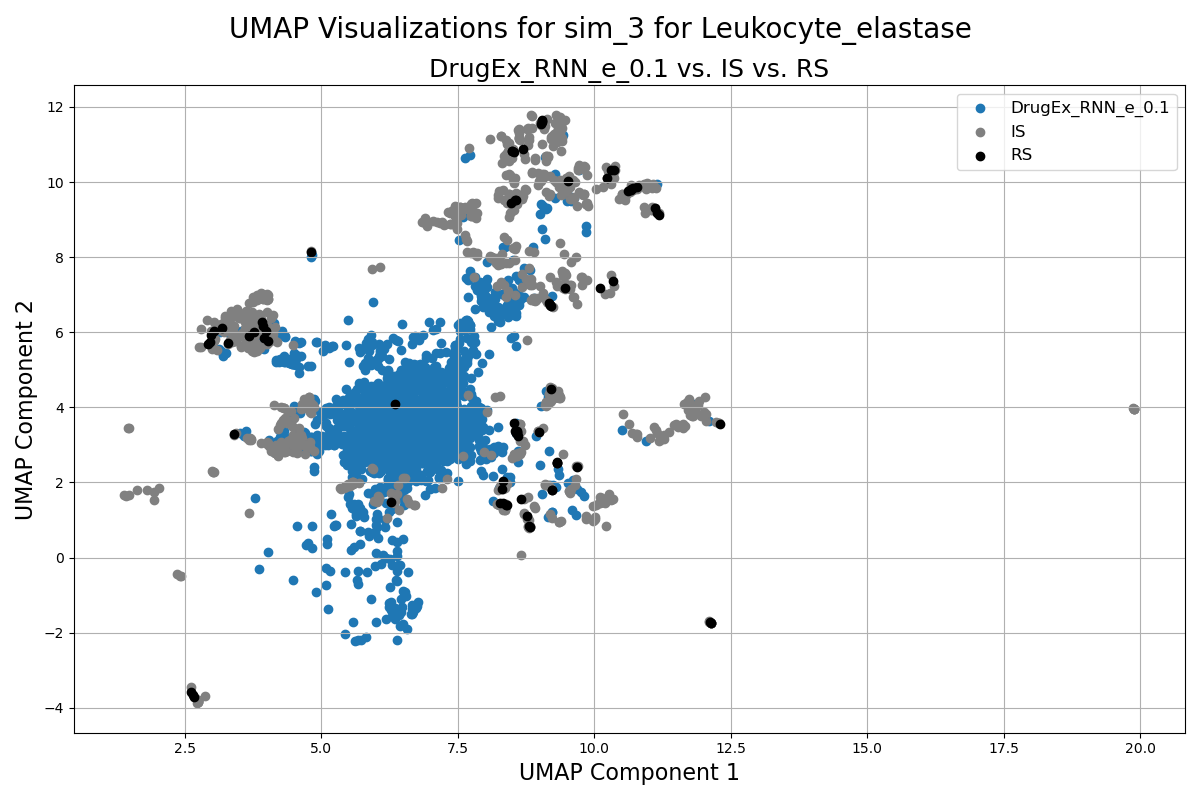 UMAP Visualizations for sim_3 for Leukocyte_elastase
DrugEx_RNN_e_0.1 vs. IS vs. RS
DrugEx_RNN_e_0.1
IS
RS
UMAP Component 2
12
10
8
6
4
2
0
−2
−4
2.5 5.0 7.5 10.0 12.5 15.0 17.5 20.0
UMAP Component 1